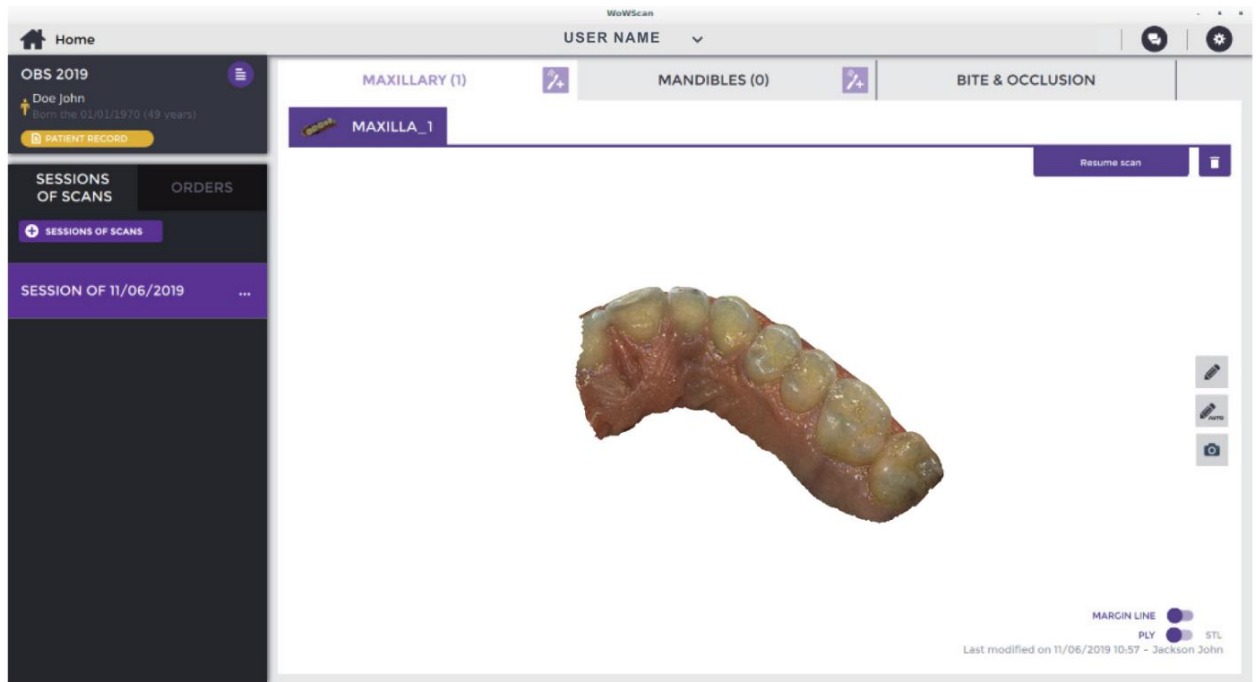 WoWScan
Home
USER NAME
OBS 2019
Doe John
Born the 01/01/1970 (49 years)
PATIENT RECORD
SESSIONS
OF SCANS
ORDERS
SESSIONS OF SCANS
SESSION OF 11/06/2019 ...
MAXILLARY (1)
MANDIBLES (0)
BITE & OCCLUSION
MAXILLA_1
Resume scan
AUTO
MARGIN LINE
PLY STL
Last modified on 11/06/2019 10:57 - Jackson John